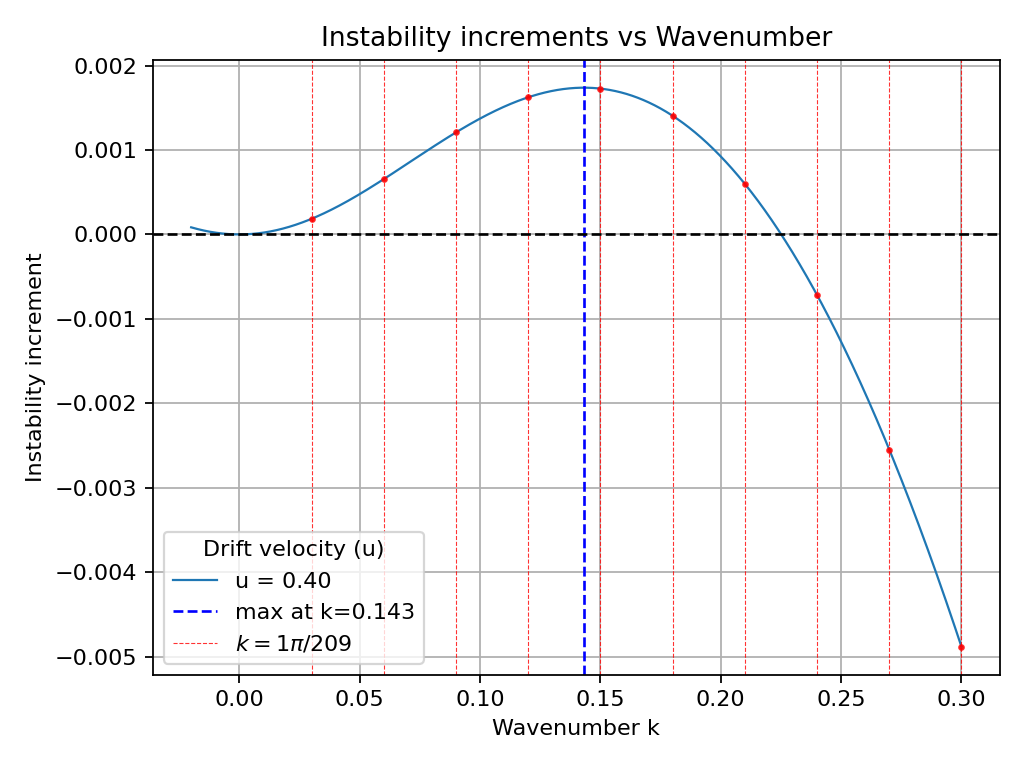 Instability increments vs Wavenumber
0.002
0.001
0.000
−0.001
−0.002
−0.003
−0.004
−0.005
Instability increment
Drift velocity (u)
u = 0.40
max at k=0.143
k = 1π/209
0.00 0.05 0.10 0.15 0.20 0.25 0.30
Wavenumber k